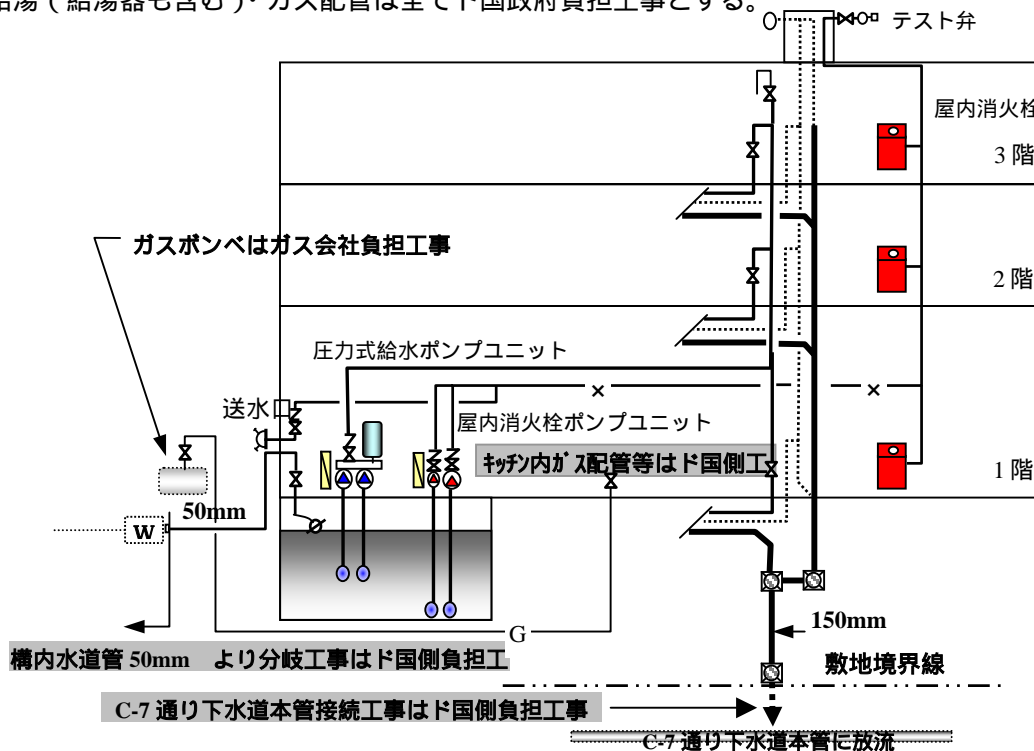 給湯(給湯器も含む)・ガス配管は全てド国政府負担工事とする。
テスト弁
屋内消火栓
3 階
ガスボンベはガス会社負担工事
2 階
圧力式給水ポンプユニット
送水口
屋内消火栓ポンプユニット
キッチン内ガス配管等はド国側工
1 階
50mm
W
G
150mm
構内水道管 50mm より分岐工事はド国側負担工
敷地境界線
C-7 通り下水道本管接続工事はド国側負担工事
C-7 通り下水道本管に放流